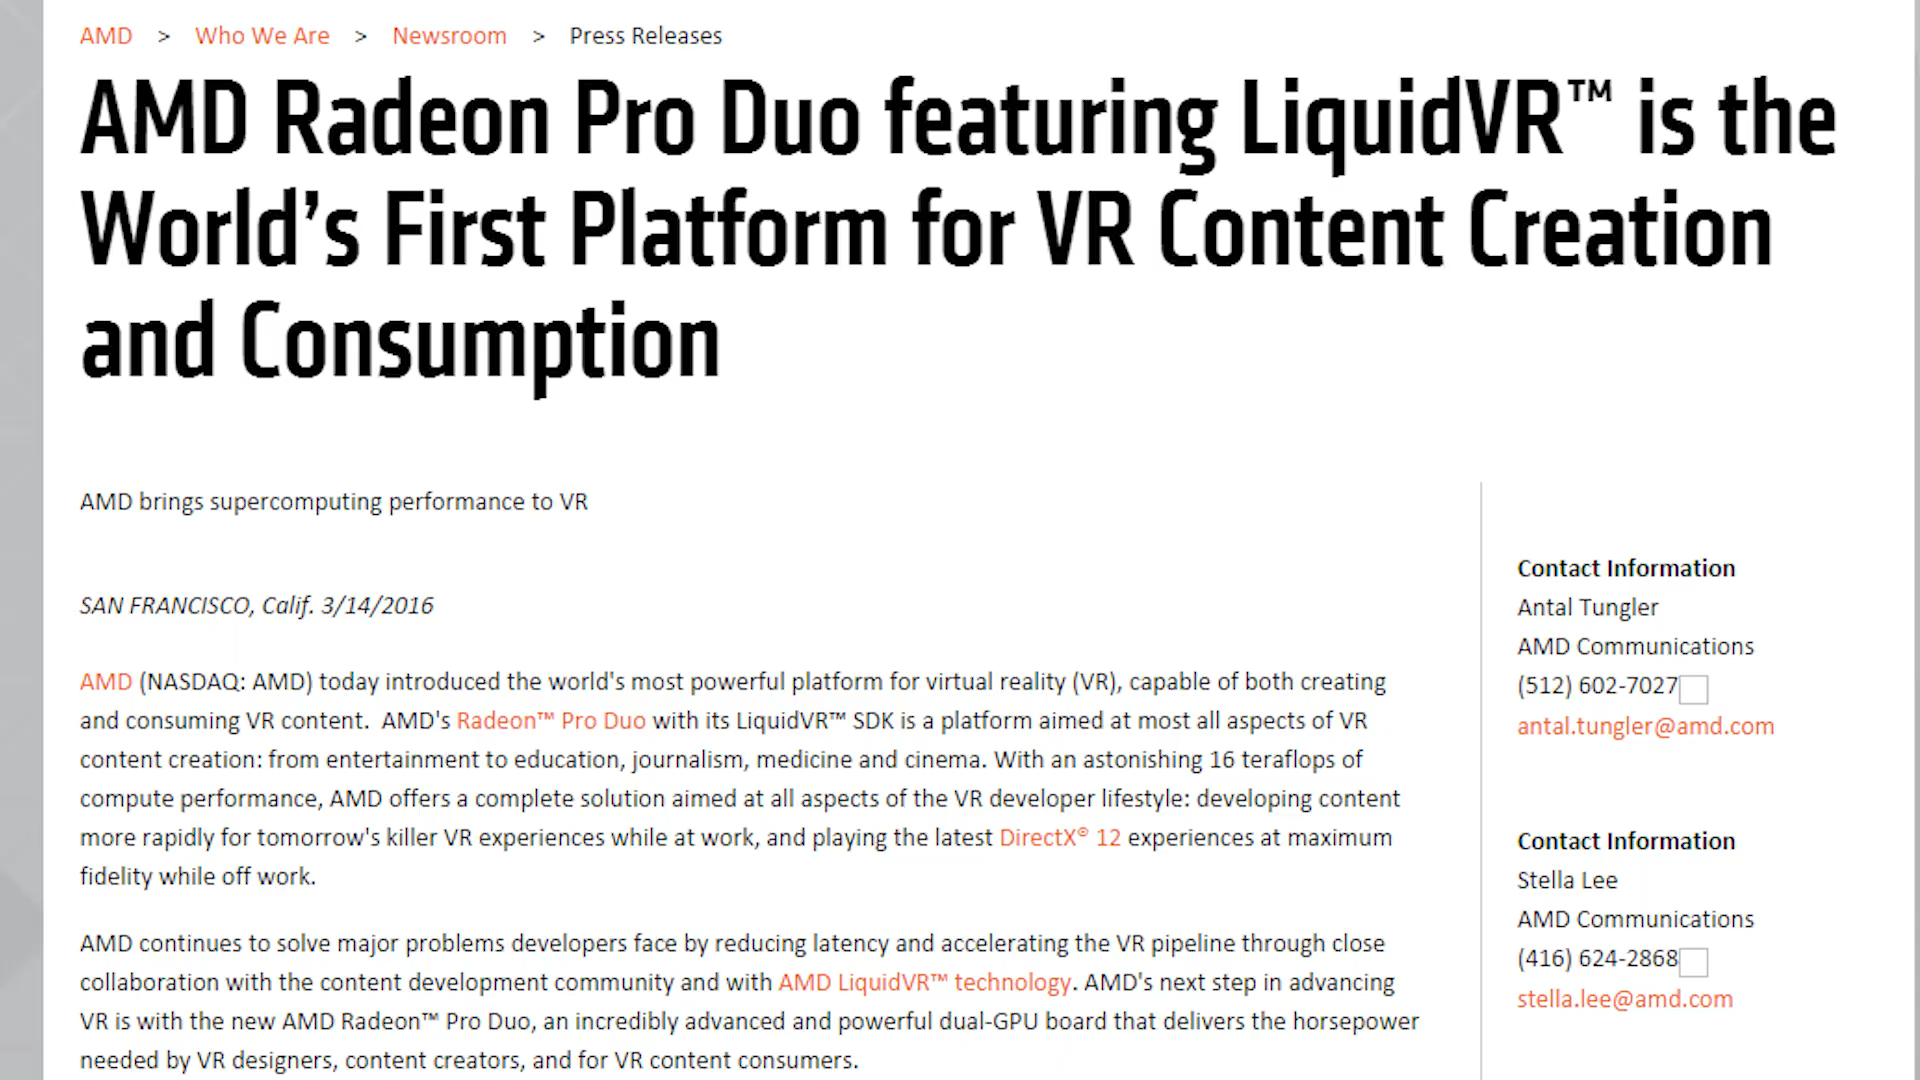 AMD > Who We Are > Newsroom > Press Releases
AMD Radeon Pro Duo featuring LiquidVR™ is the
World’s First Platform for VR Content Creation
and Consumption
AMD brings supercomputing performance to VR
SAN FRANCISCO, Calif. 3/14/2016
AMD (NASDAQ: AMD) today introduced the world's most powerful platform for virtual reality (VR), capable of both creating
and consuming VR content.  AMD's Radeon™ Pro Duo with its LiquidVR™ SDK is a platform aimed at most all aspects of VR
content creation: from entertainment to education, journalism, medicine and cinema. With an astonishing 16 teraflops of
compute performance, AMD offers a complete solution aimed at all aspects of the VR developer lifestyle: developing content
more rapidly for tomorrow's killer VR experiences while at work, and playing the latest DirectX® 12 experiences at maximum
fidelity while off work.
AMD continues to solve major problems developers face by reducing latency and accelerating the VR pipeline through close
collaboration with the content development community and with AMD LiquidVR™ technology. AMD's next step in advancing
VR is with the new AMD Radeon™ Pro Duo, an incredibly advanced and powerful dual-GPU board that delivers the horsepower
needed by VR designers, content creators, and for VR content consumers.
Contact Information
Antal Tungler
AMD Communications
(512) 602-7027
antal.tungler@amd.com
Contact Information
Stella Lee
AMD Communications
(416) 624-2868
stella.lee@amd.com